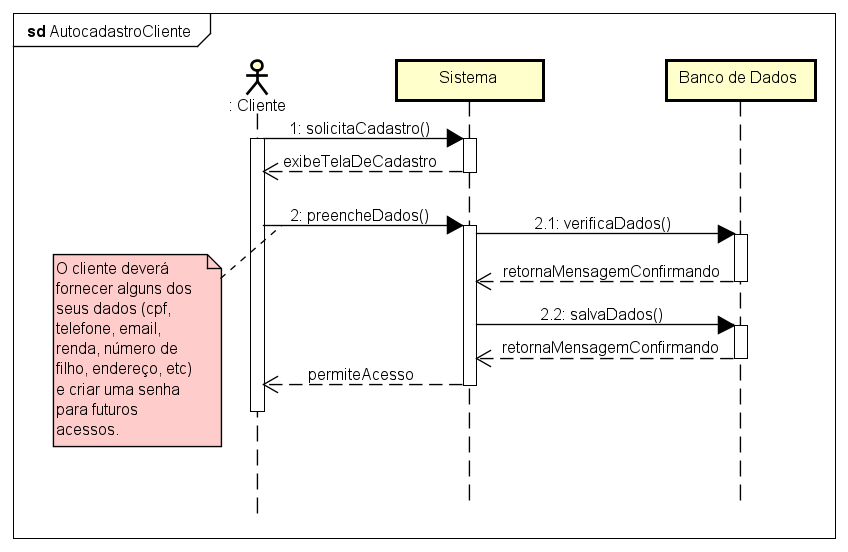 sd AutocadastroCliente
: Cliente
Sistema
Banco de Dados
1: solicitaCadastro()
exibeTelaDeCadastro
2: preencheDados()
2.1: verificaDados()
retornaMensagemConfirmando
2.2: salvaDados()
retornaMensagemConfirmando
permiteAcesso
O cliente deverá
fornecer alguns dos
seus dados (cpf,
telefone, email,
renda, número de
filho, endereço, etc)
e criar uma senha
para futuros
acessos.